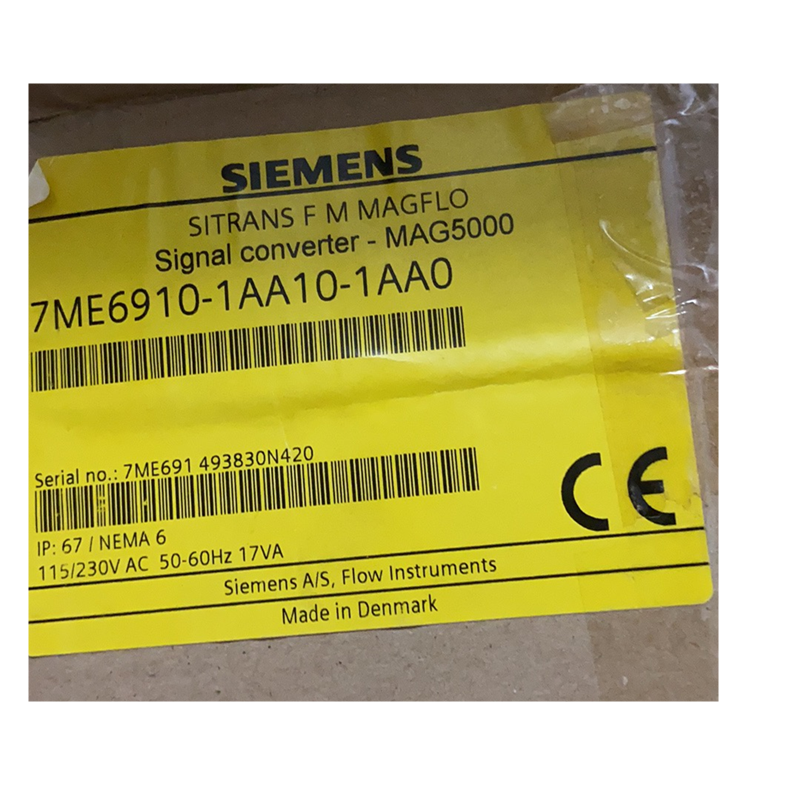 SIEMENS
SITRANS F M MAGFLO
Signal converter - MAG5000
7ME6910-1AA10-1AA0
Serial no.: 7ME691 493830N420
IP: 67 / NEMA 6
115/230V AC 50-60Hz 17VA
CE
Siemens A/S, Flow Instruments
Made in Denmark